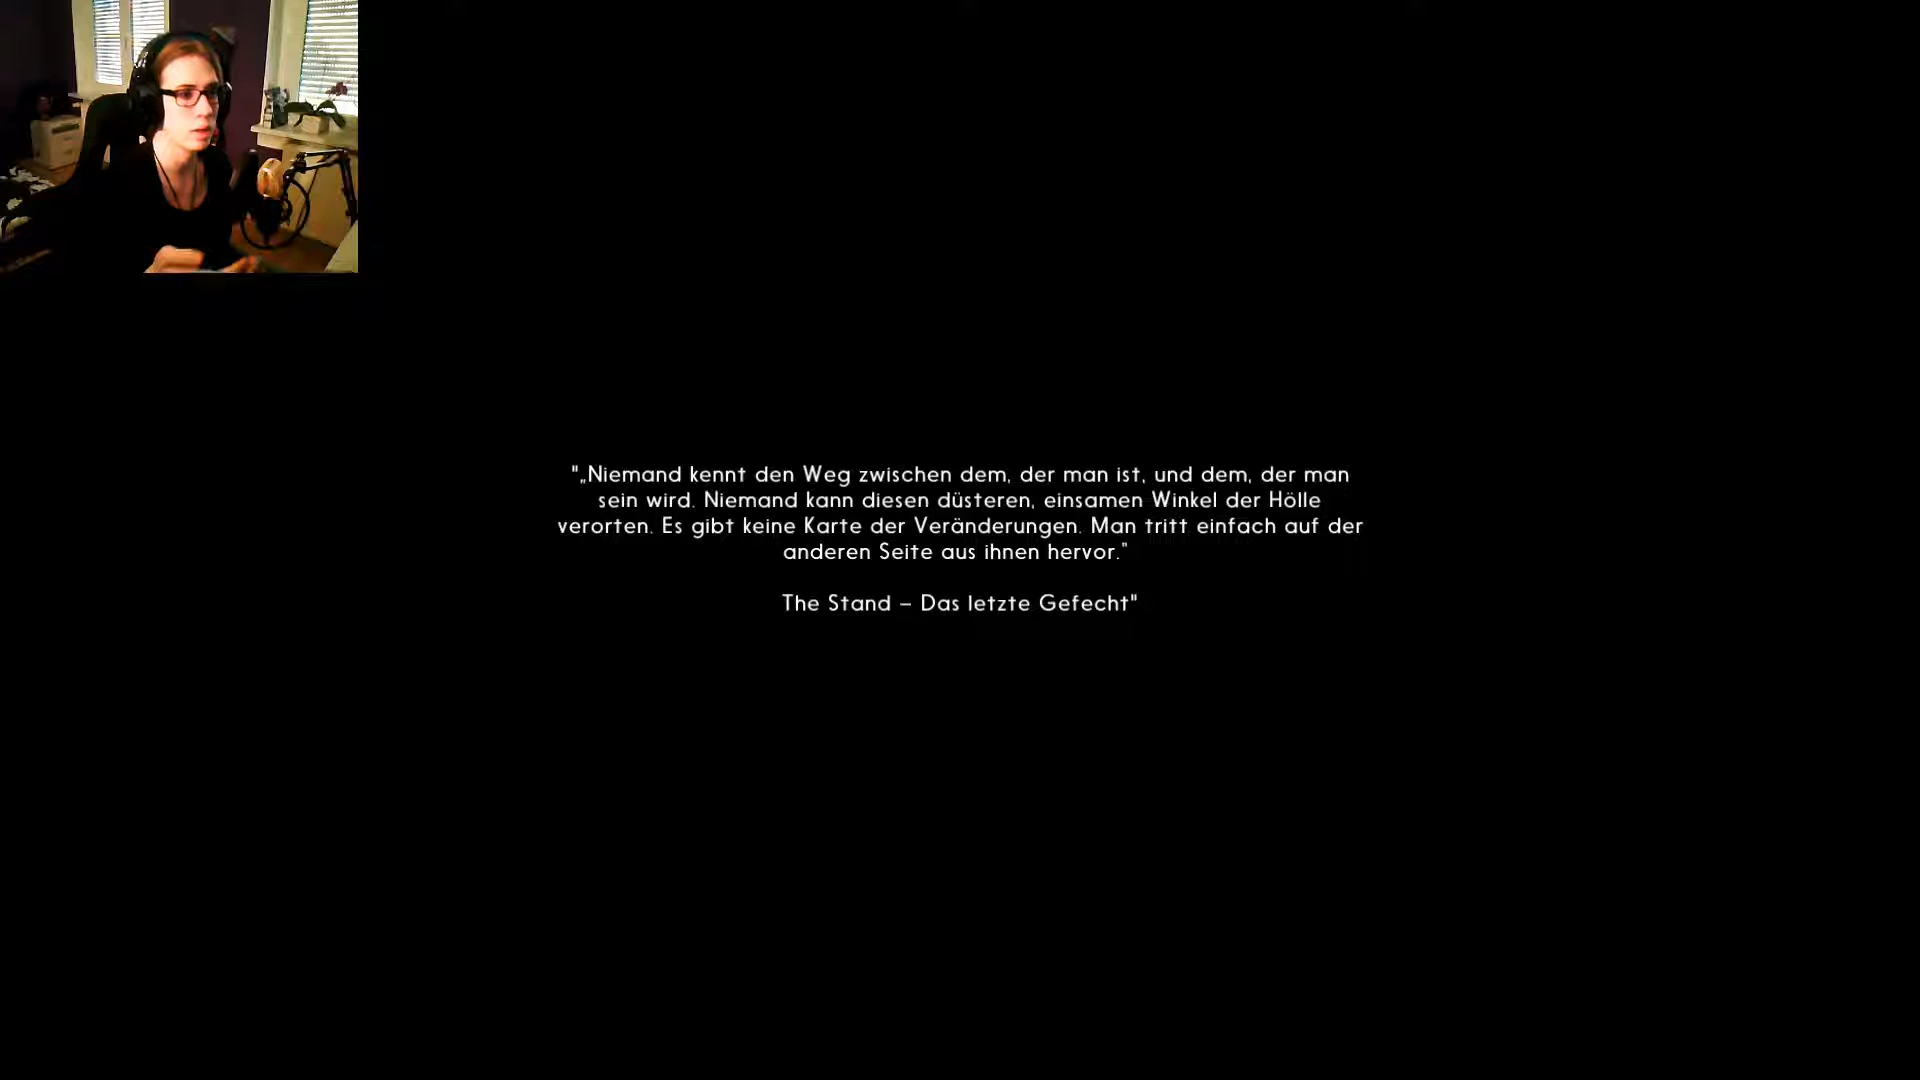 "„Niemand kennt den Weg zwischen dem, der man ist, und dem, der man
sein wird. Niemand kann diesen düsteren, einsamen Winkel der Hölle
verorten. Es gibt keine Karte der Veränderungen. Man tritt einfach auf der
anderen Seite aus ihnen hervor.”
The Stand – Das letzte Gefecht"